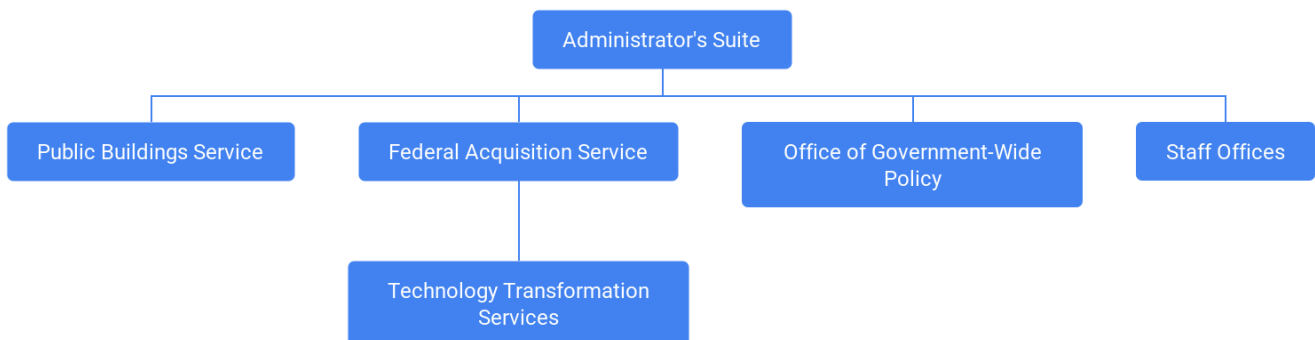 Administrator's Suite
Public Buildings Service
Federal Acquisition Service
Office of Government-Wide
Policy
Staff Offices
Technology Transformation
Services